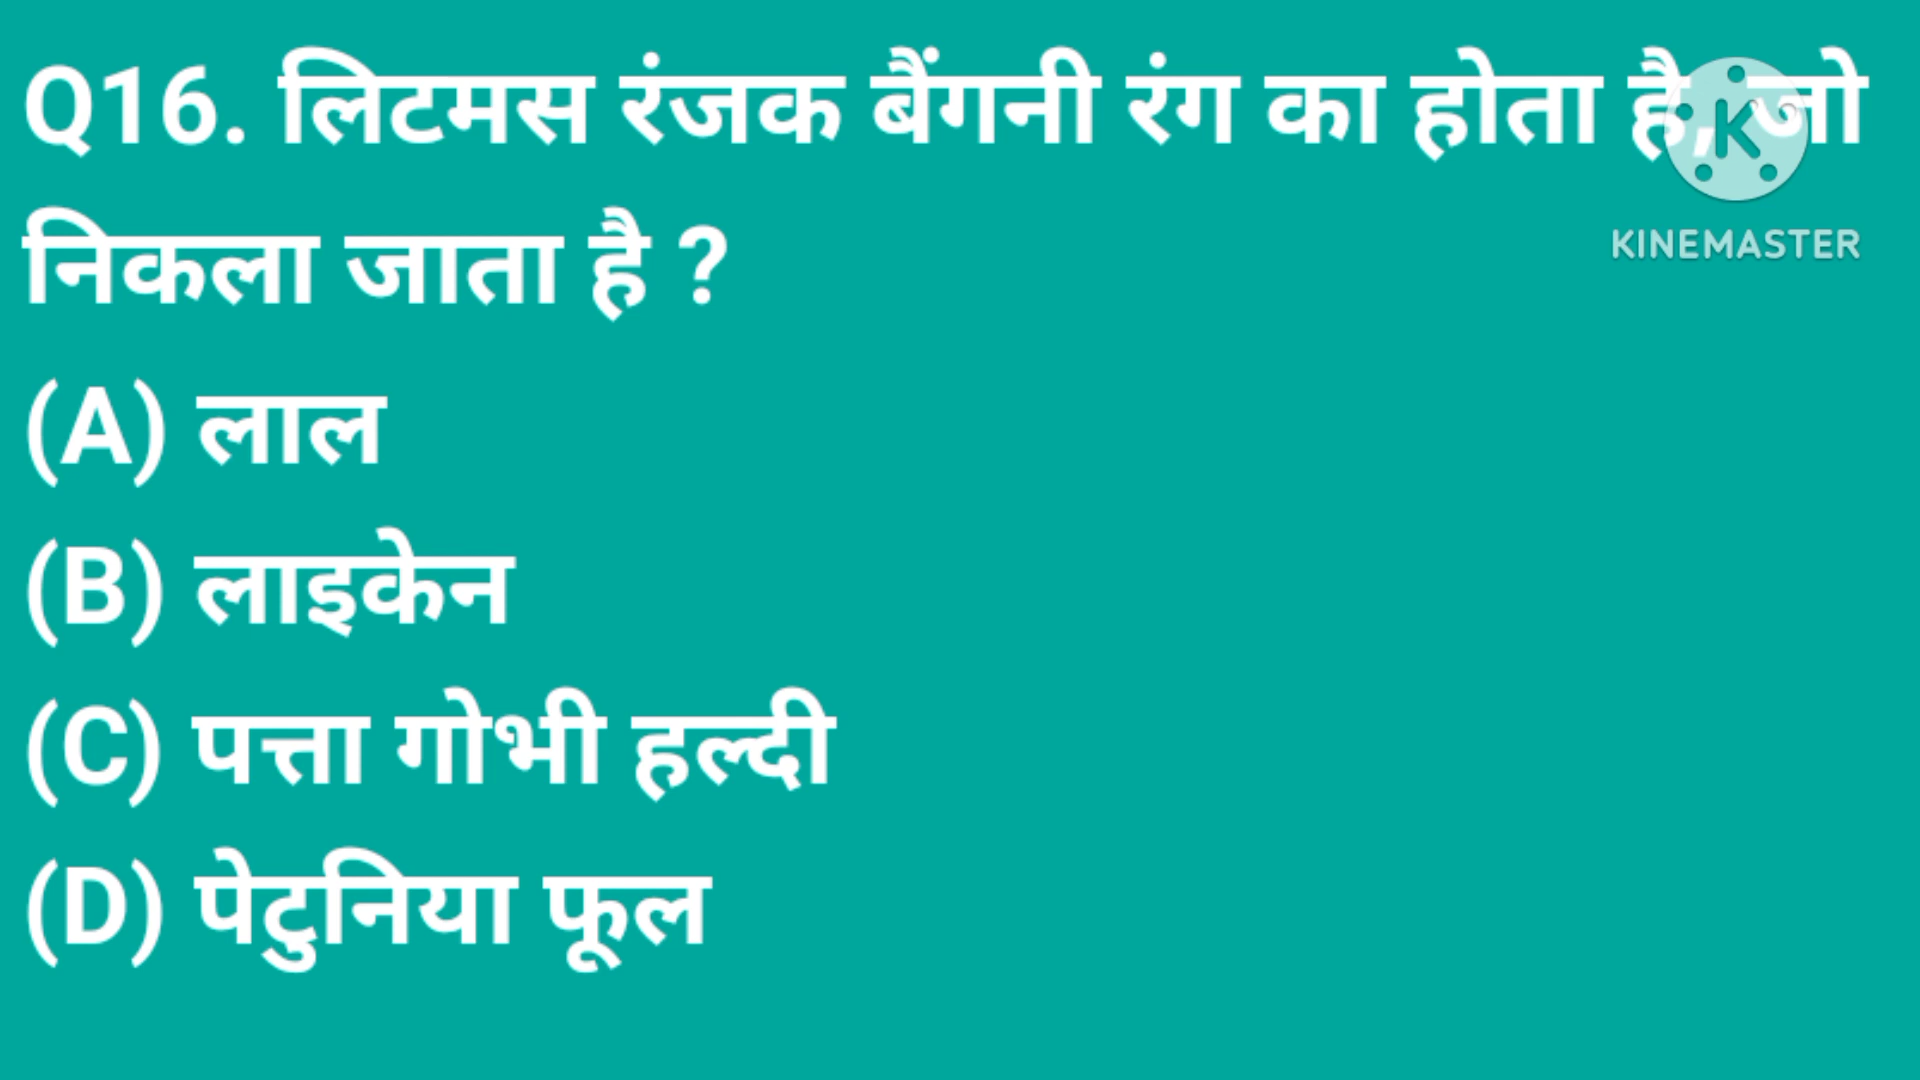 Q16. लिटमस रंजक बैंगनी रंग का होता है, जो
निकला जाता है ?
KINEMASTER
(A) लाल
(B) लाइकेन
(C) पत्ता गोभी हल्दी
(D) पेटुनिया फूल